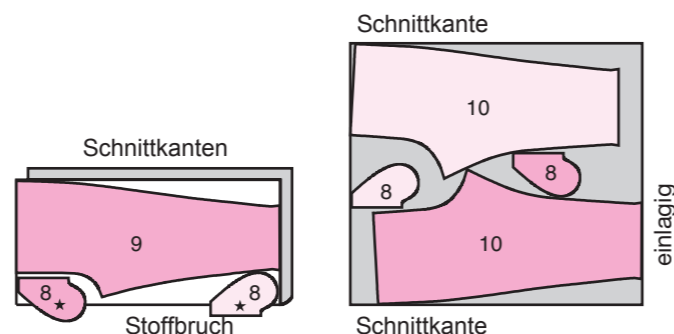 Schnittkanten
9
8 ★
8 ★
Stoffbruch
Schnittkante
10
8
8
10
einlagig
Schnittkante